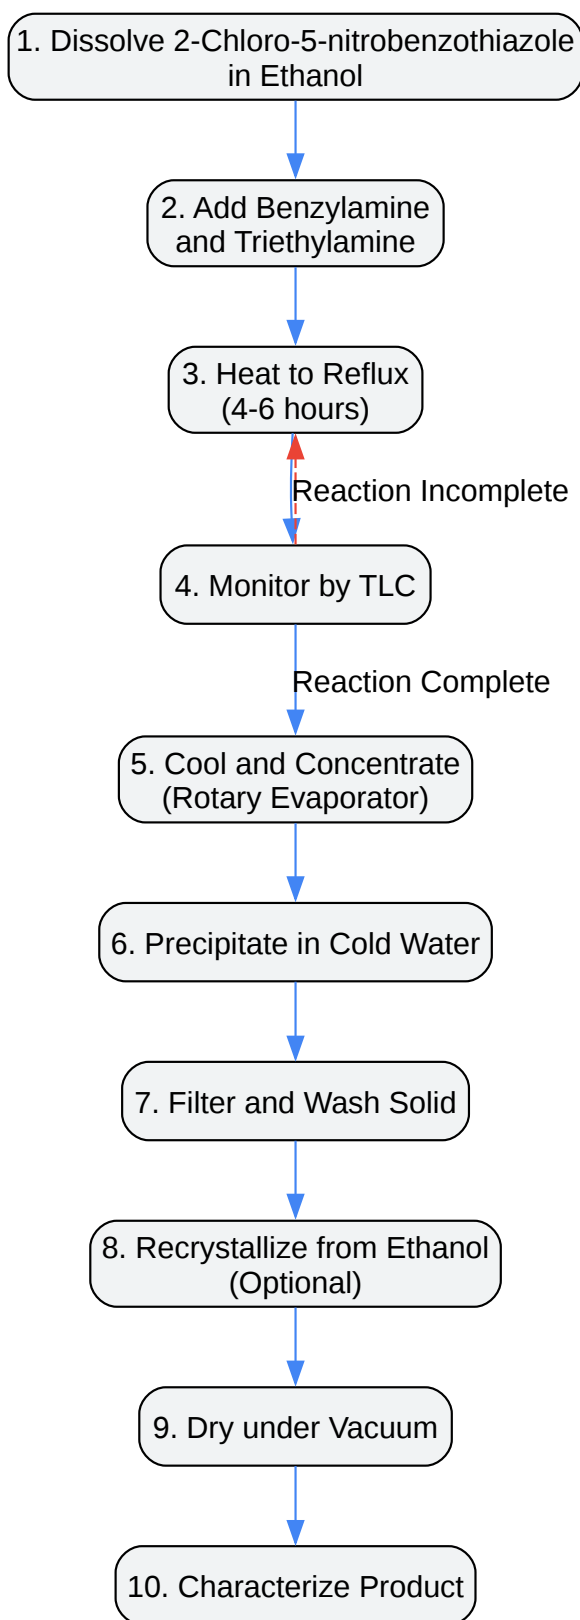 1. Dissolve 2-Chloro-5-nitrobenzothiazole
in Ethanol
2. Add Benzylamine
and Triethylamine
3. Heat to Reflux
(4-6 hours)
Reaction Incomplete
4. Monitor by TLC
Reaction Complete
5. Cool and Concentrate
(Rotary Evaporator)
6. Precipitate in Cold Water
7. Filter and Wash Solid
8. Recrystallize from Ethanol
(Optional)
9. Dry under Vacuum
10. Characterize Product